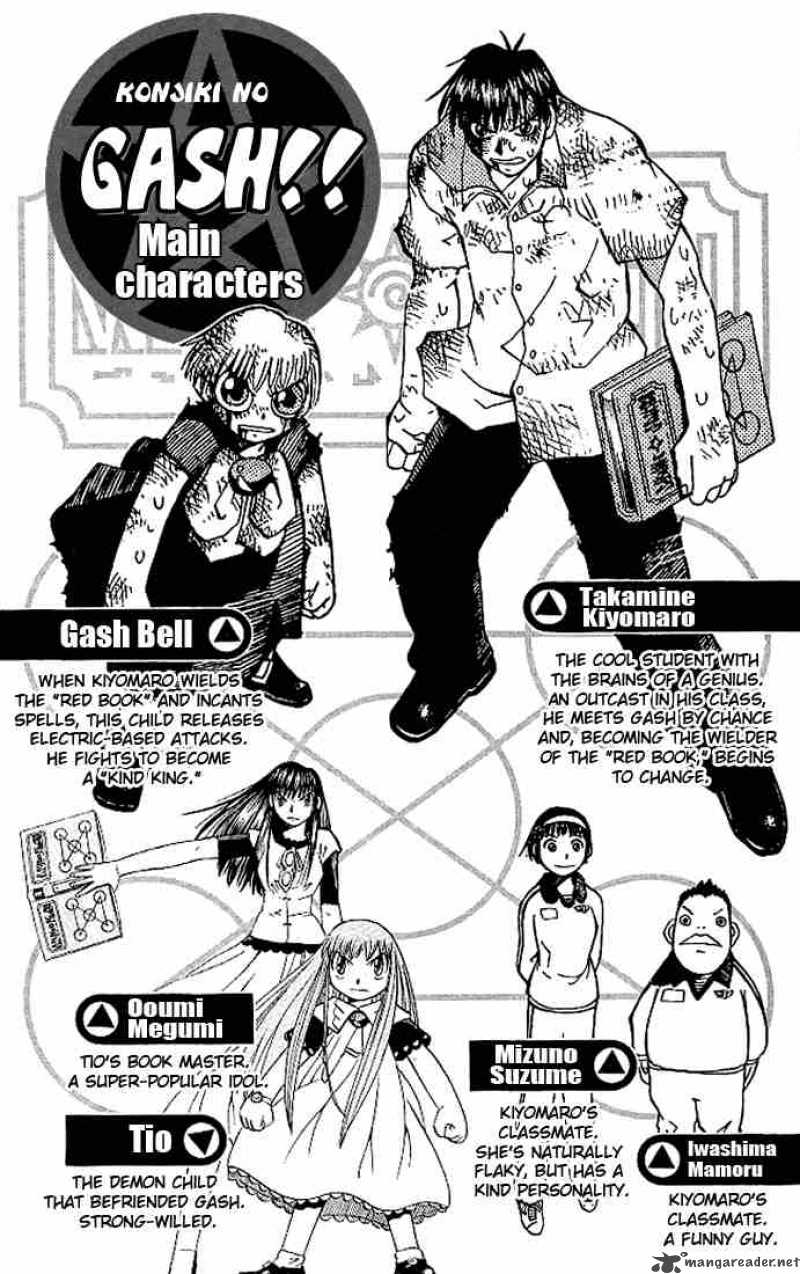 KONJIKI NO
GASH!!
Main
characters
Takamine
Kiyomaro
THE COOL STUDENT WITH
THE BRAINS OF A GENIUS.
AN OUTCAST IN HIS CLASS,
HE MEETS GASH BY CHANCE
AND, BECOMING THE WIELDER
OF THE "RED BOOK," BEGINS
TO CHANGE.
Gash Bell
WHEN KIYOMARO WIELDS
THE "RED BOOK" AND INCANTS
SPELLS, THIS CHILD RELEASES
ELECTRIC-BASED ATTACKS.
HE FIGHTS TO BECOME
A "KIND KING."
Ooumi
Megumi
TIO'S BOOK MASTER.
A SUPER-POPULAR IDOL.
Tio
THE DEMON CHILD
THAT BEFRIENDED GASH.
STRONG-WILLED.
Mizuno
Suzume
KIYOMARO'S
CLASSMATE.
SHE'S NATURALLY
FLAKY, BUT HAS A
KIND PERSONALITY.
Iwashima
Mamoru
KIYOMARO'S
CLASSMATE.
A FUNNY GUY.
mangareader.net